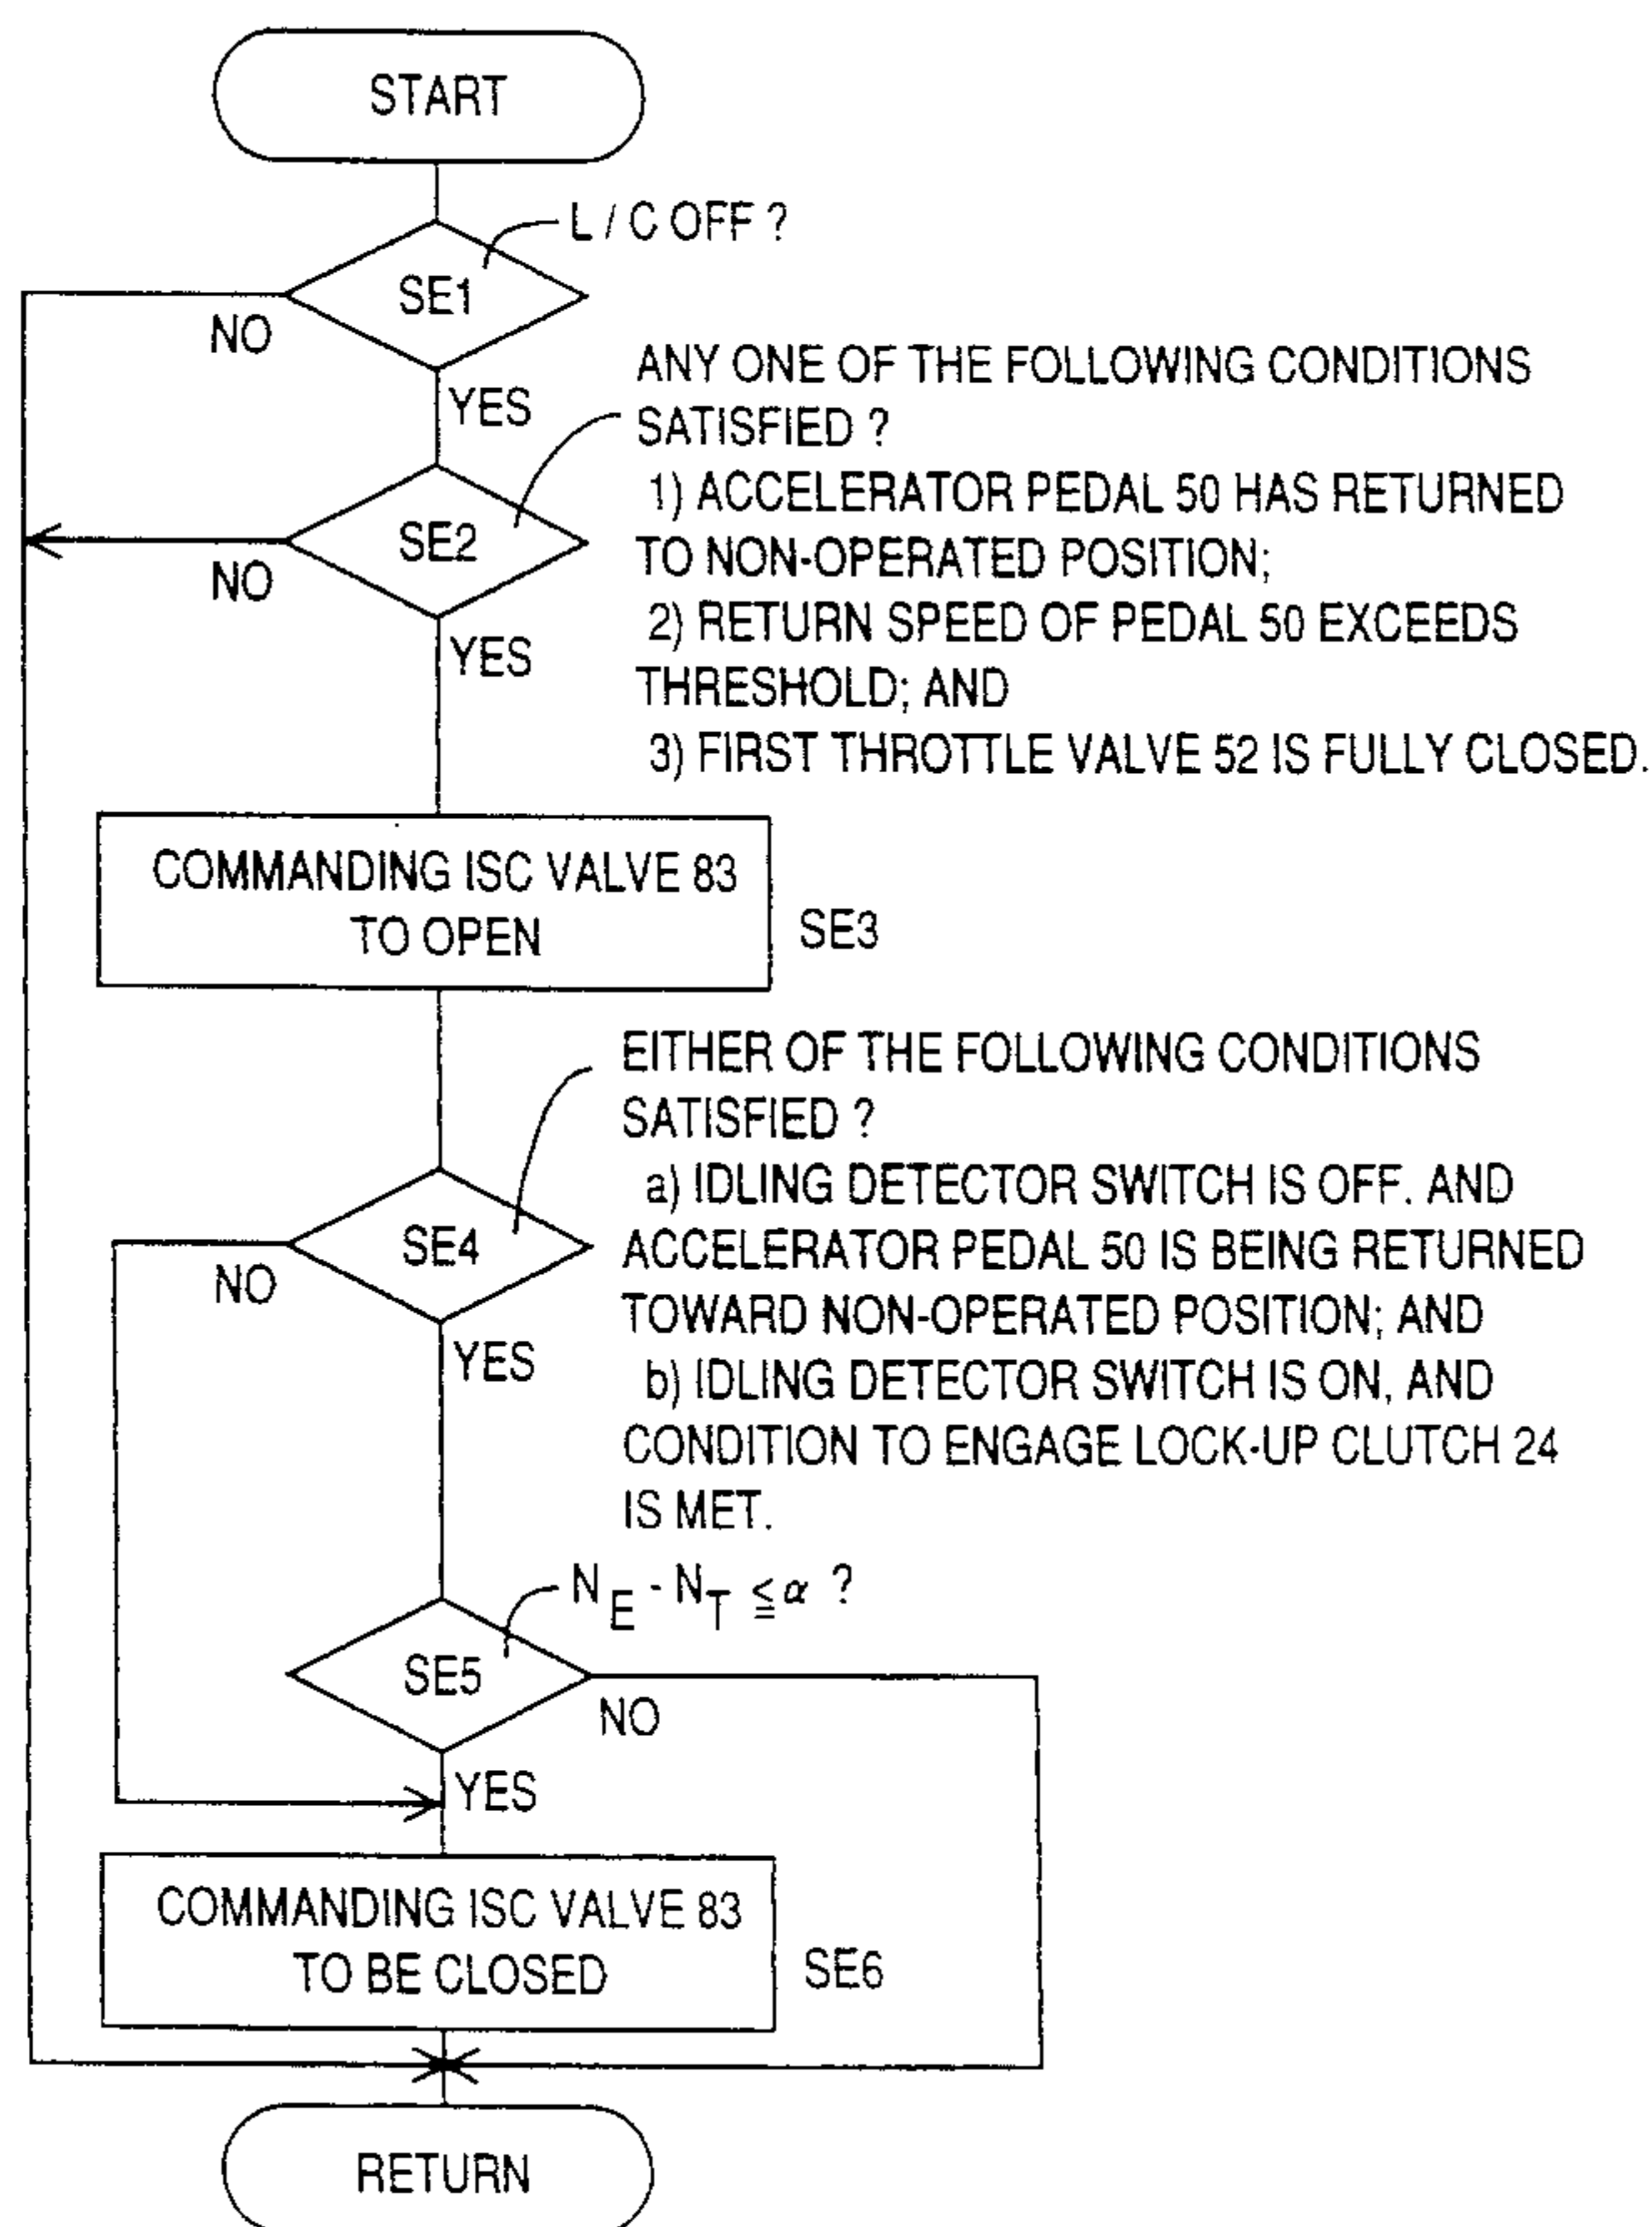 START
L / C OFF ?
SE1
NO
YES
ANY ONE OF THE FOLLOWING CONDITIONS
SATISFIED ?
1) ACCELERATOR PEDAL 50 HAS RETURNED
TO NON-OPERATED POSITION;
2) RETURN SPEED OF PEDAL 50 EXCEEDS
THRESHOLD; AND
3) FIRST THROTTLE VALVE 52 IS FULLY CLOSED.
SE2
NO
YES
COMMANDING ISC VALVE 83
TO OPEN
SE3
EITHER OF THE FOLLOWING CONDITIONS
SATISFIED ?
a) IDLING DETECTOR SWITCH IS OFF. AND
ACCELERATOR PEDAL 50 IS BEING RETURNED
TOWARD NON-OPERATED POSITION; AND
b) IDLING DETECTOR SWITCH IS ON, AND
CONDITION TO ENGAGE LOCK-UP CLUTCH 24
IS MET.
SE4
NO
YES
N_E - N_T ≦ α ?
SE5
NO
YES
COMMANDING ISC VALVE 83
TO BE CLOSED
SE6
RETURN